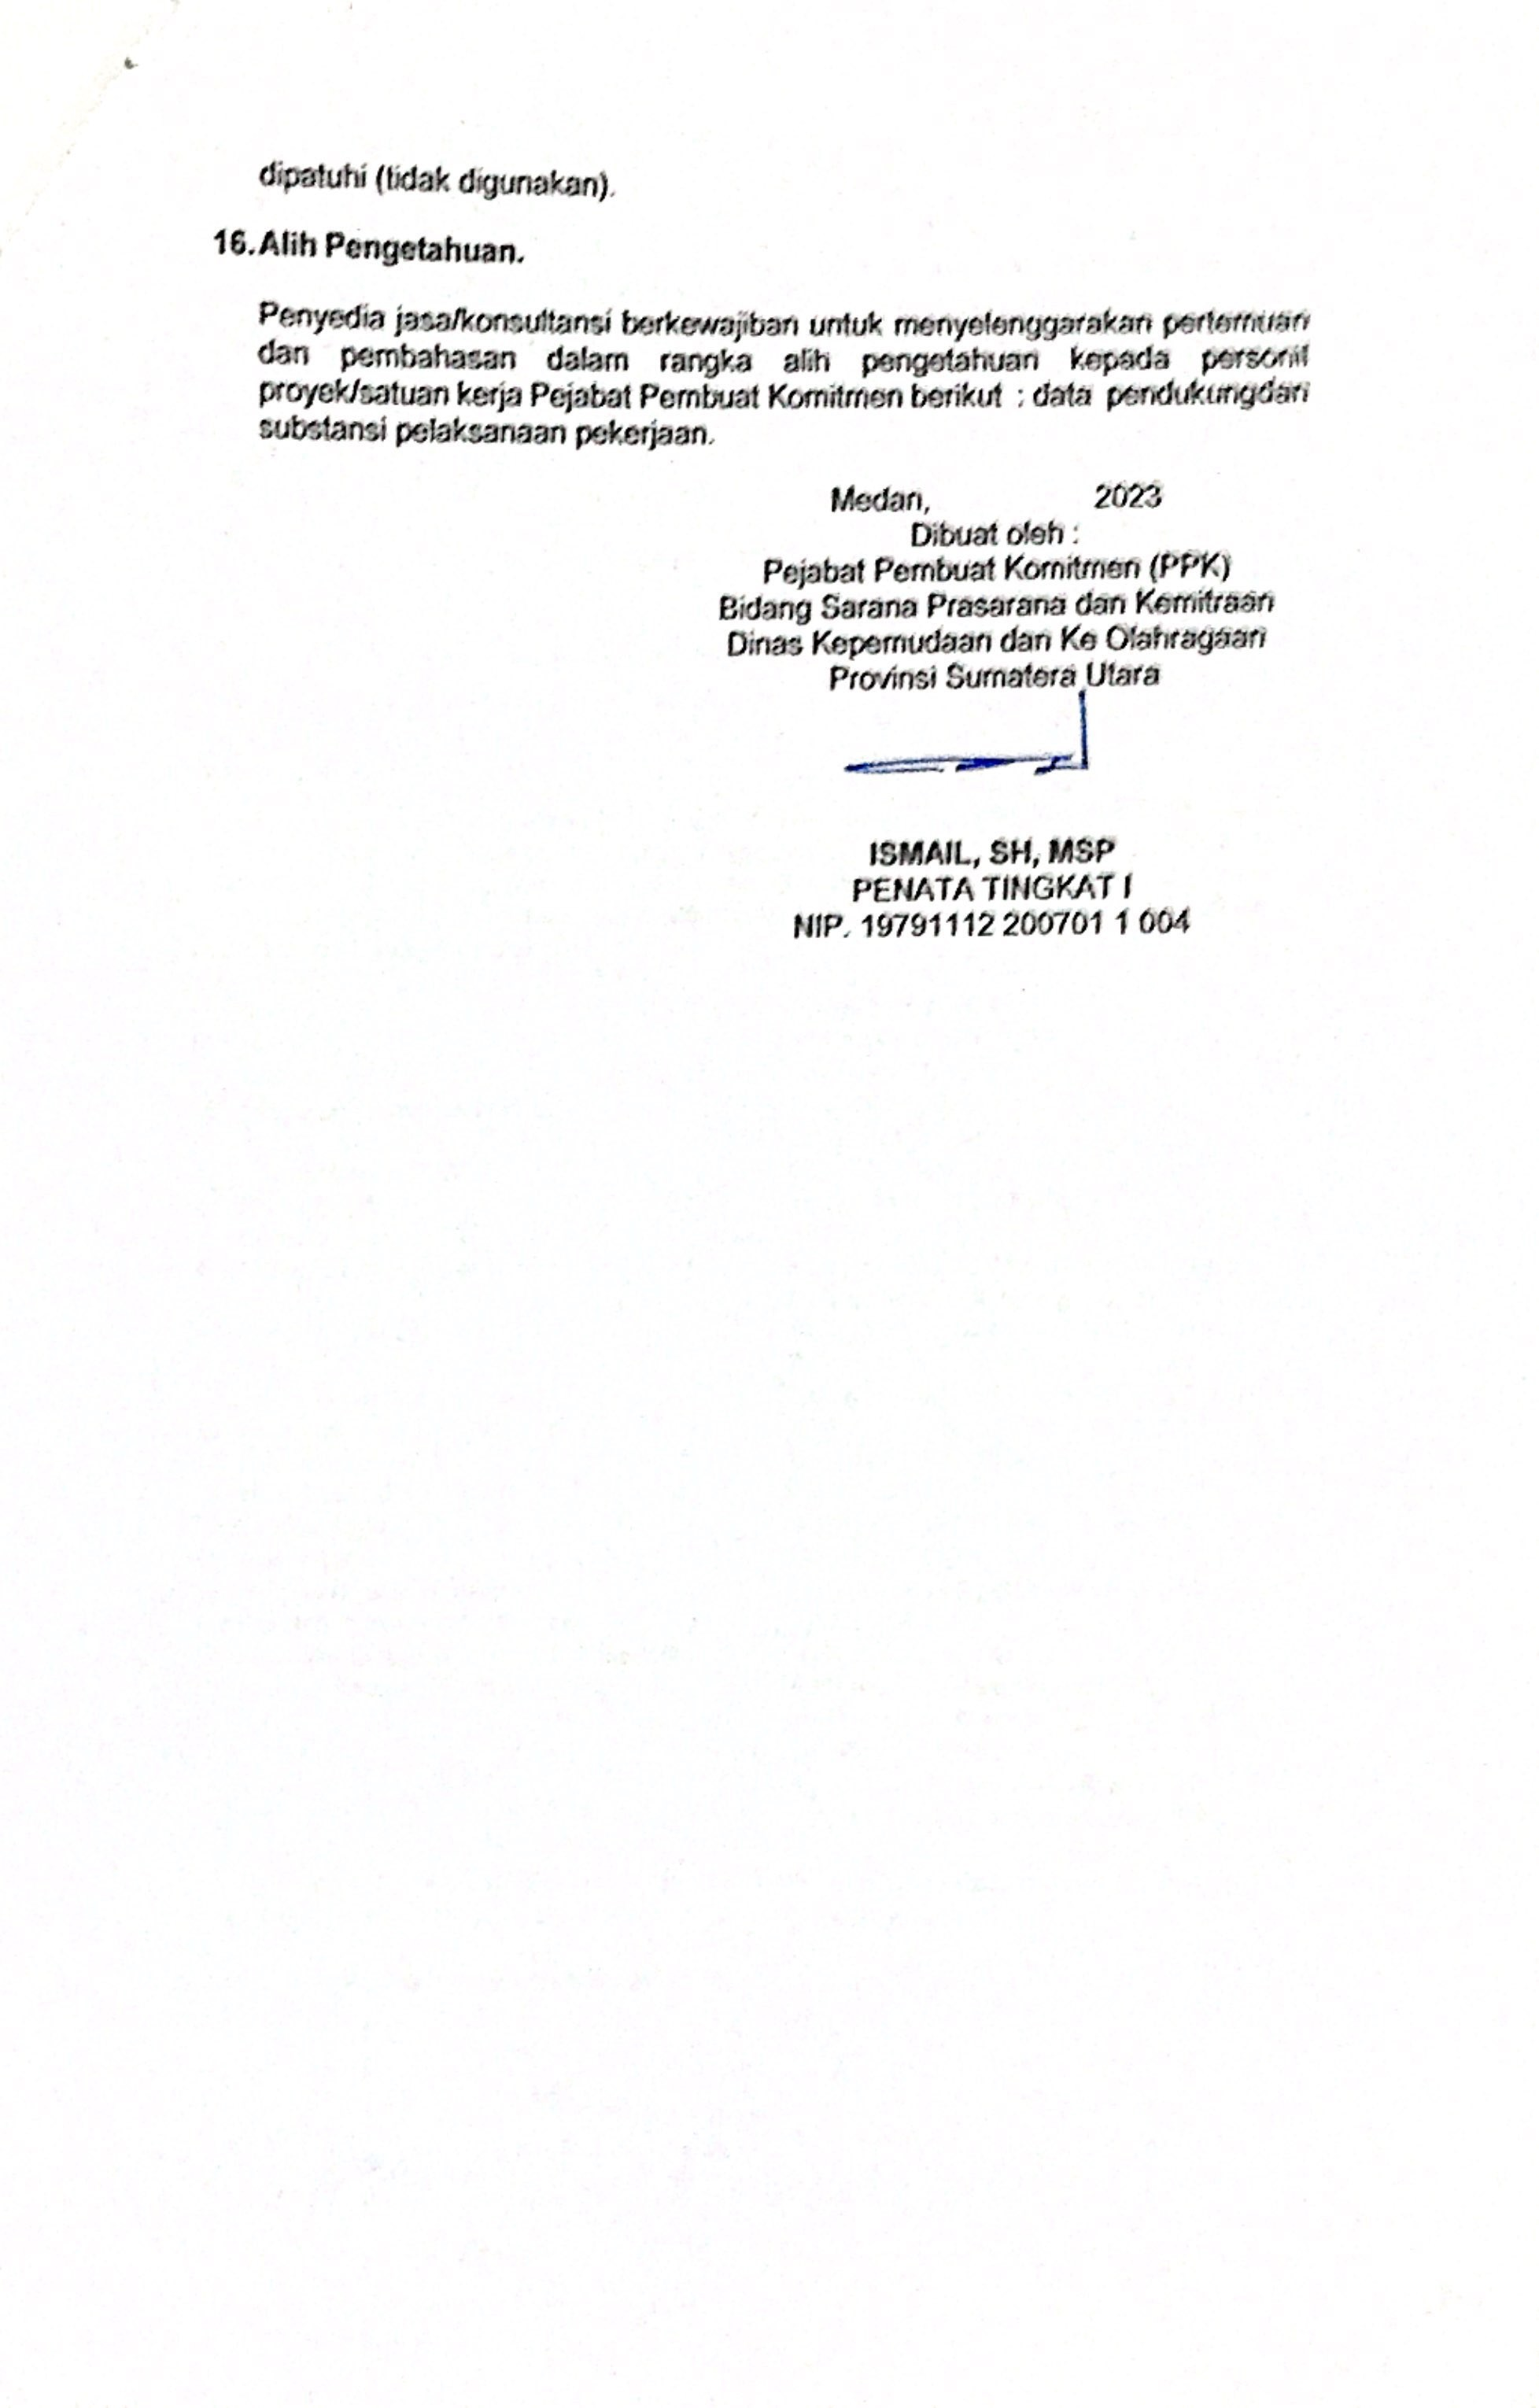 dipatuhi (tidak digunakan).
16. Alih Pengetahuan.
Penyedia jasa/konsultansi berkewajiban untuk menyelenggarakan pertemuan
dan pembahasan dalam rangka alih pengetahuan kepada personil
proyek/satuan kerja Pejabat Pembuat Komitmen berikut : data pendukungdan
substansi pelaksanaan pekerjaan.
Medan, 2023
Dibuat oleh :
Pejabat Pembuat Komitmen (PPK)
Bidang Sarana Prasarana dan Kemitraan
Dinas Kepemudaan dan Ke Olahragaan
Provinsi Sumatera Utara
ISMAIL, SH, MSP
PENATA TINGKAT I
NIP. 19791112 200701 1 004